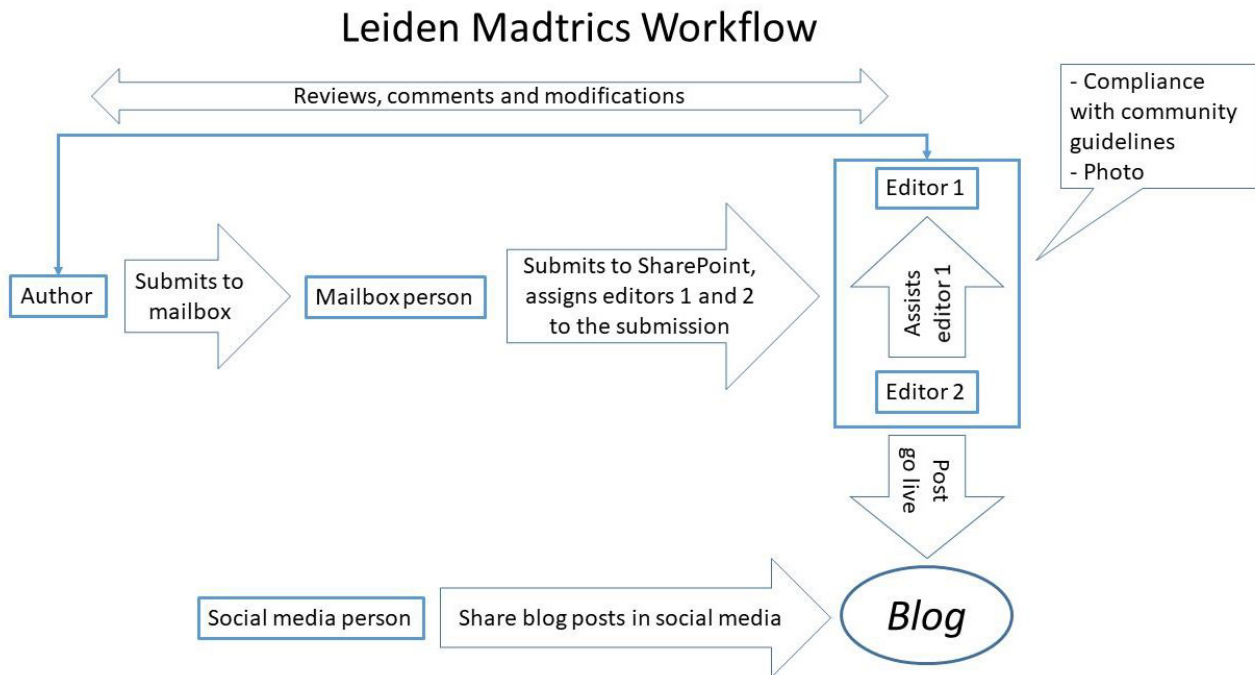 Leiden Madtrics Workflow
Reviews, comments and modifications
- Compliance
with community
guidelines
- Photo
Editor 1
Author
Submits to
mailbox
Mailbox person
Submits to SharePoint,
assigns editors 1 and 2
to the submission
Assists
editor 1
Editor 2
Post
go live
Social media person
Share blog posts in social media
Blog